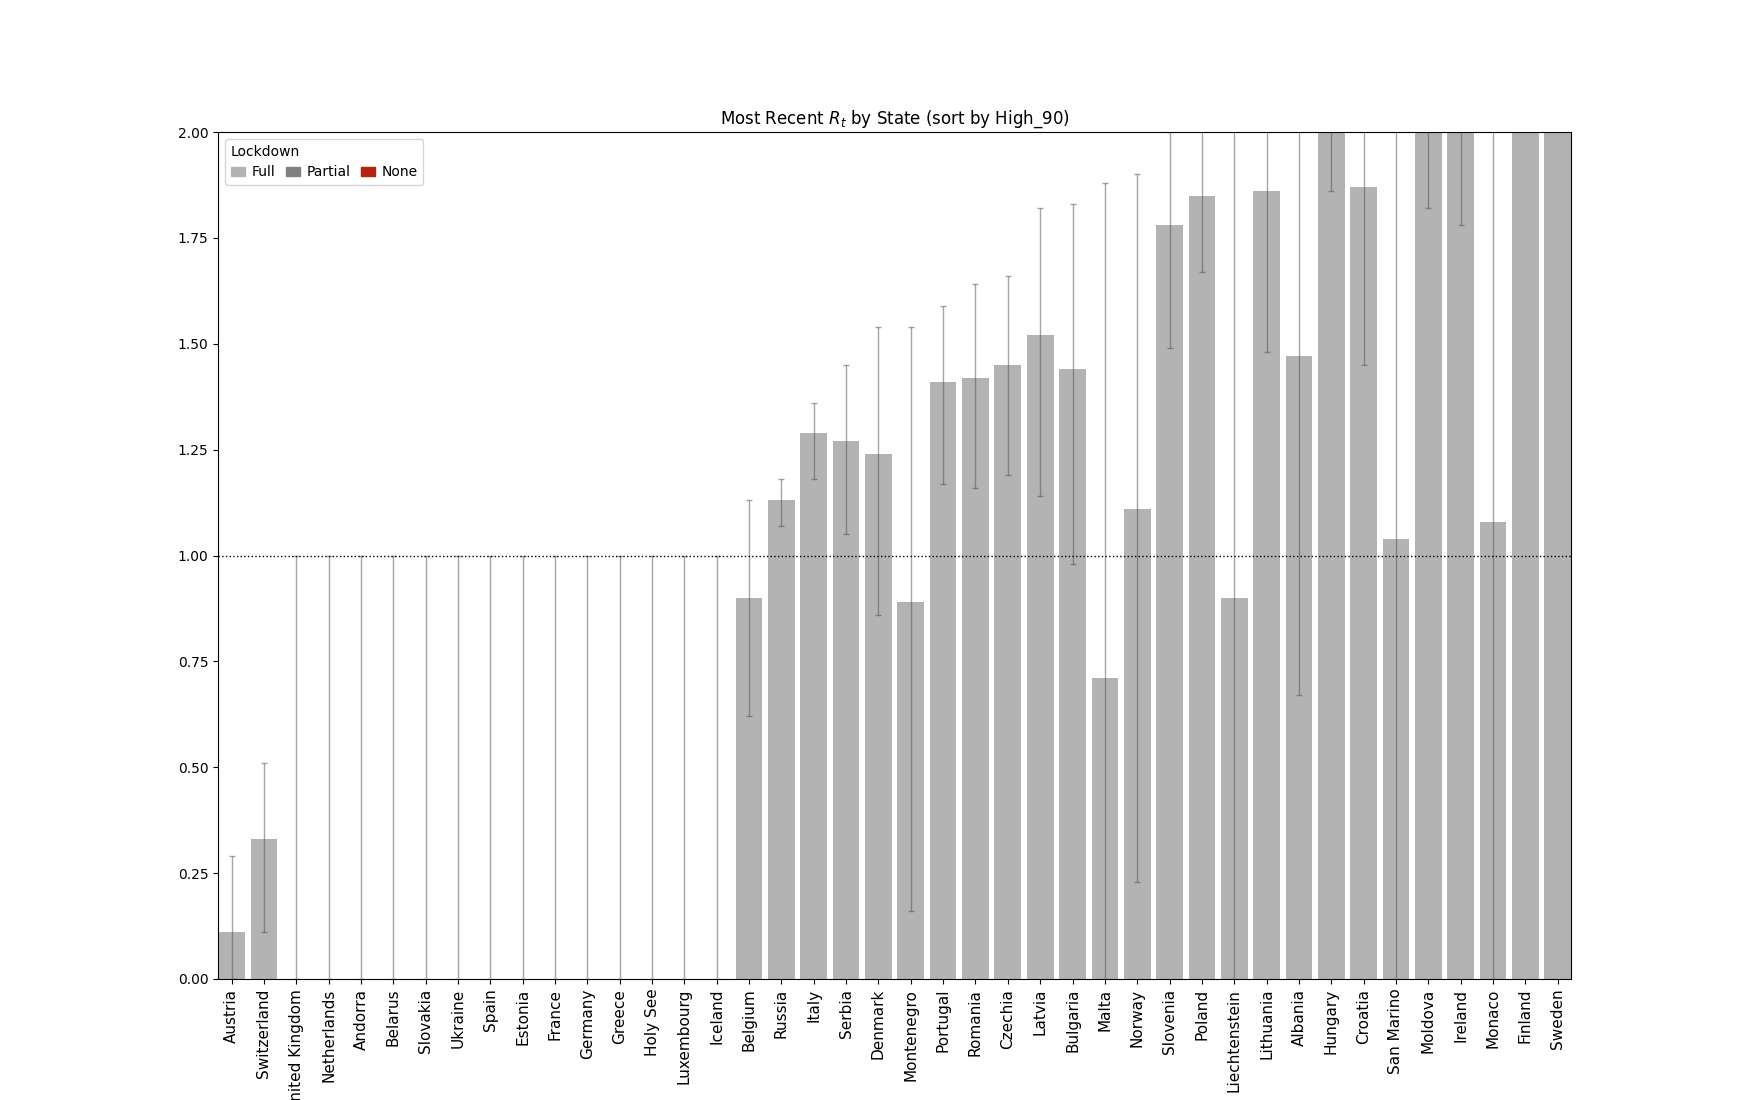 Most Recent R_t by State (sort by High_90)
Lockdown
Full Partial None
2.00
1.75
1.50
1.25
1.00
0.75
0.50
0.25
0.00
Austria
Switzerland
nited Kingdom
Netherlands
Andorra
Belarus
Slovakia
Ukraine
Spain
Estonia
France
Germany
Greece
Holy See
Luxembourg
Iceland
Belgium
Russia
Italy
Serbia
Denmark
Montenegro
Portugal
Romania
Czechia
Latvia
Bulgaria
Malta
Norway
Slovenia
Poland
Liechtenstein
Lithuania
Albania
Hungary
Croatia
San Marino
Moldova
Ireland
Monaco
Finland
Sweden